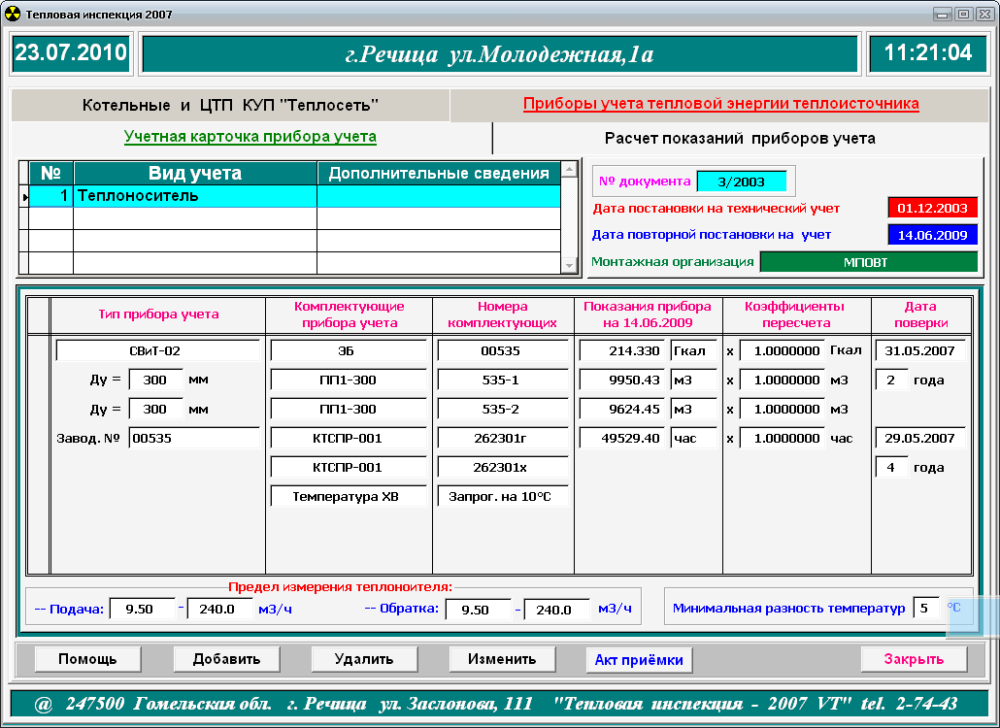 Тепловая инспекция 2007
23.07.2010 г.Речица ул.Молодежная,1а 11:21:04
Котельные и ЦТП КУП "Теплосеть" Приборы учета тепловой энергии теплоисточника
Учетная карточка прибора учета Расчет показаний приборов учета
№ Вид учета Дополнительные сведения
1 Теплоноситель
№ документа 3/2003
Дата постановки на технический учет 01.12.2003
Дата повторной постановки на учет 14.06.2009
Монтажная организация МПОВТ
Тип прибора учета Комплектующие прибора учета Номера комплектующих Показания прибора на 14.06.2009 Коэффициенты пересчета Дата поверки
СВиТ-02 ЭБ 00535 214.330 Гкал x 1.0000000 Гкал 31.05.2007
Ду = 300 мм ПП1-300 535-1 9950.43 м3 x 1.0000000 м3 2 года
Ду = 300 мм ПП1-300 535-2 9624.45 м3 x 1.0000000 м3
Завод. № 00535 КТСПР-001 262301г 49529.40 час x 1.0000000 час 29.05.2007
КТСПР-001 262301х 4 года
Температура ХВ Запрог. на 10°С
Предел измерения теплоноителя:
-- Подача: 9.50 - 240.0 м3/ч -- Обратка: 9.50 - 240.0 м3/ч Минимальная разность температур 5 °С
Помощь Добавить Удалить Изменить Акт приёмки Закрыть
@ 247500 Гомельская обл. г. Речица ул. Заслонова, 111 "Тепловая инспекция - 2007 VT" tel. 2-74-43